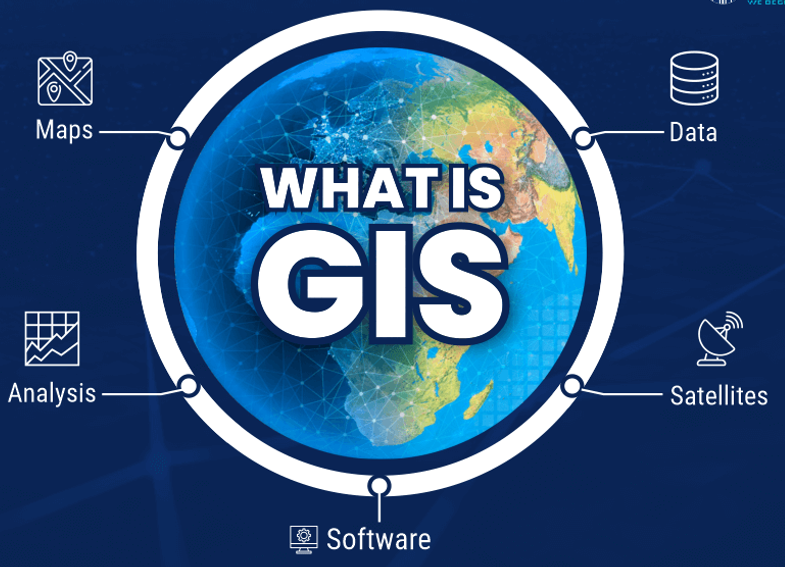 Maps
Data
WHAT IS
GIS
Analysis
Satellites
Software